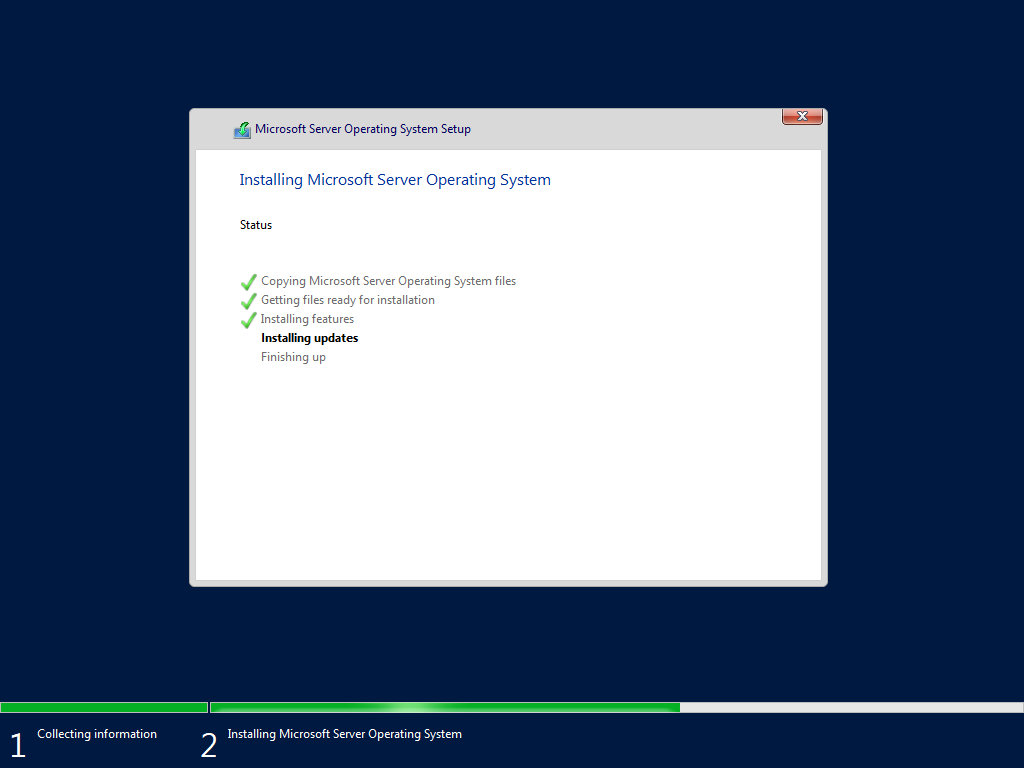 Microsoft Server Operating System Setup
Installing Microsoft Server Operating System
Status
Copying Microsoft Server Operating System files
Getting files ready for installation
Installing features
Installing updates
Finishing up
1 Collecting information
2 Installing Microsoft Server Operating System